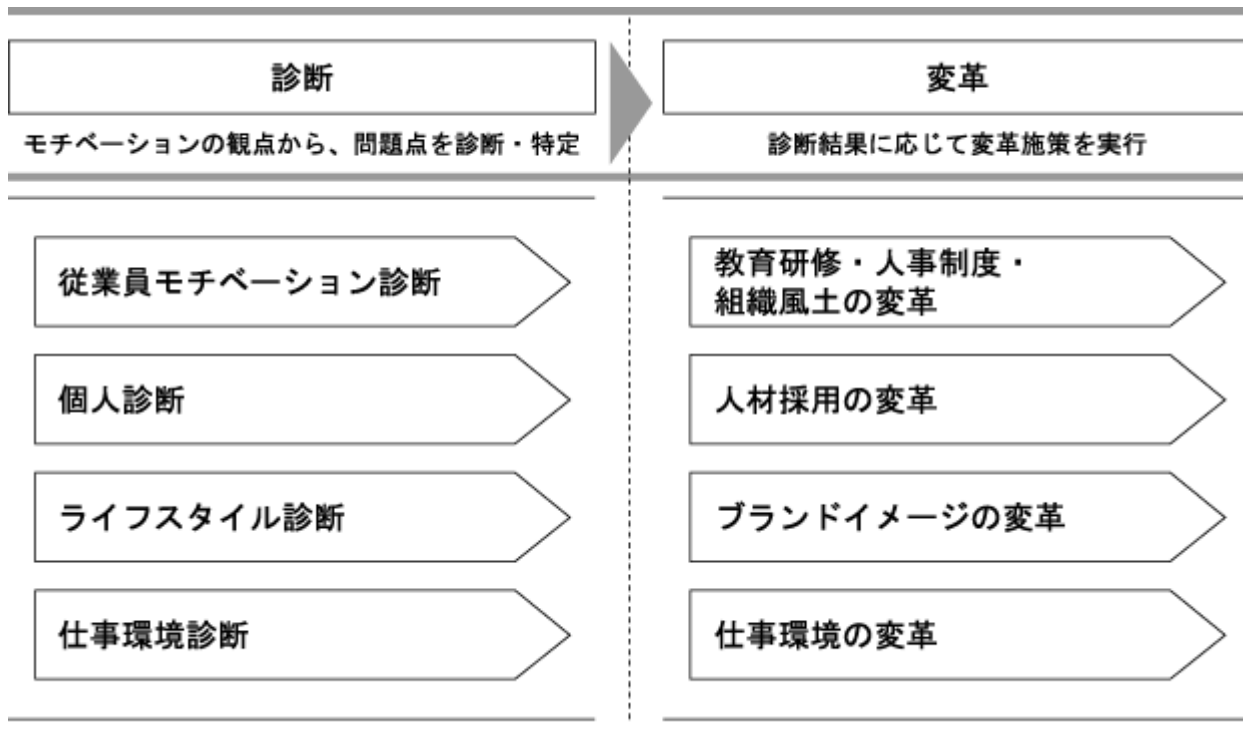 診断
モチベーションの観点から、問題点を診断・特定
従業員モチベーション診断
個人診断
ライフスタイル診断
仕事環境診断
変革
診断結果に応じて変革施策を実行
教育研修・人事制度・
組織風土の変革
人材採用の変革
ブランドイメージの変革
仕事環境の変革